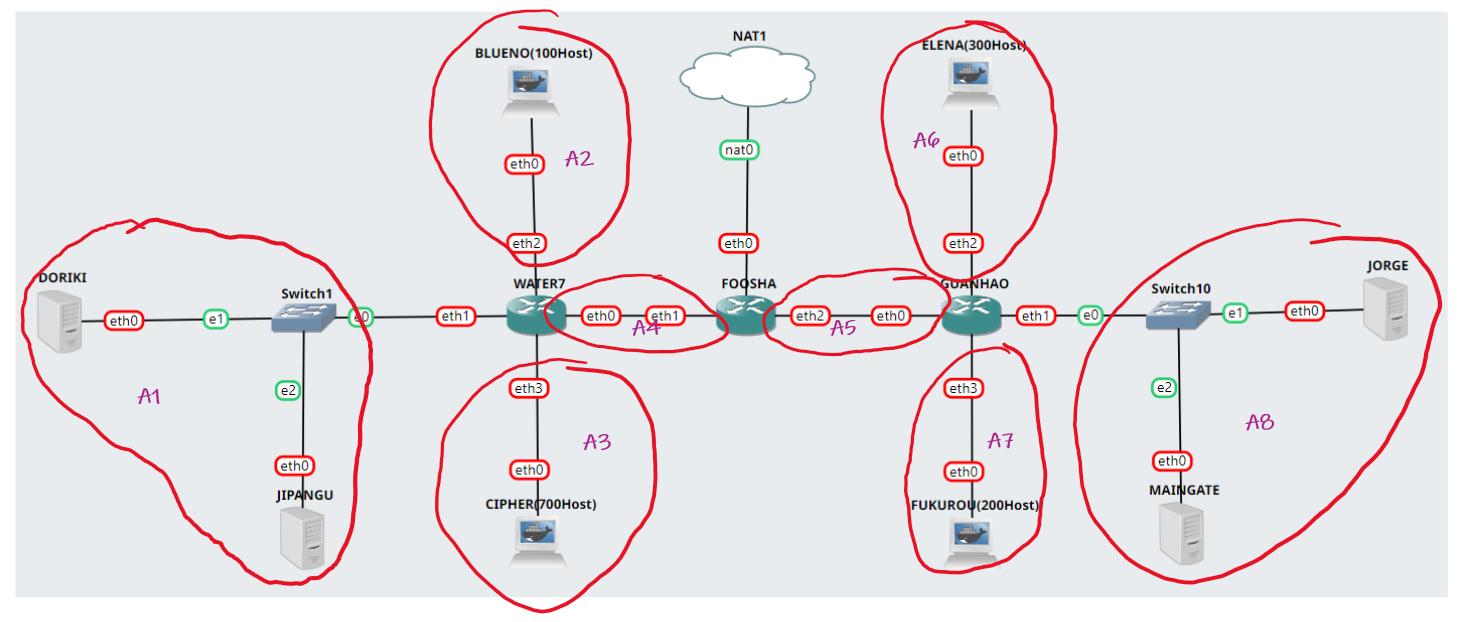 NAT1
BLUENO(100Host)
ELENA(300Host)
nat0
A6
eth0
eth0
A2
eth2
eth0
eth2
DORIKI
JORGE
WATER7
FOOSHA
GUANHAO
Switch1
Switch10
eth0
e1
e0
eth1
eth0
eth1
A4
eth2
eth0
A5
eth1
e0
e1
eth0
e2
A1
eth3
eth3
e2
A3
A7
A8
eth0
JIPANGU
eth0
CIPHER(700Host)
eth0
FUKUROU(200Host)
eth0
MAINGATE